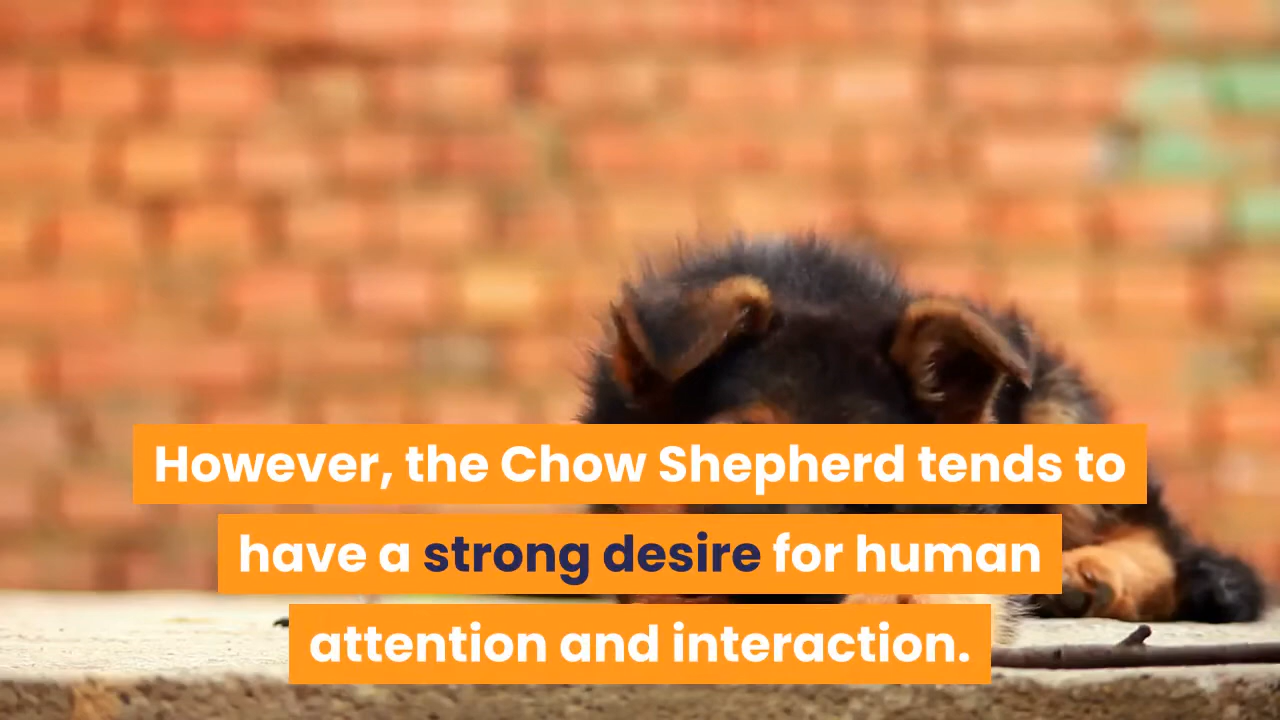 However, the Chow Shepherd tends to
have a strong desire for human
attention and interaction.